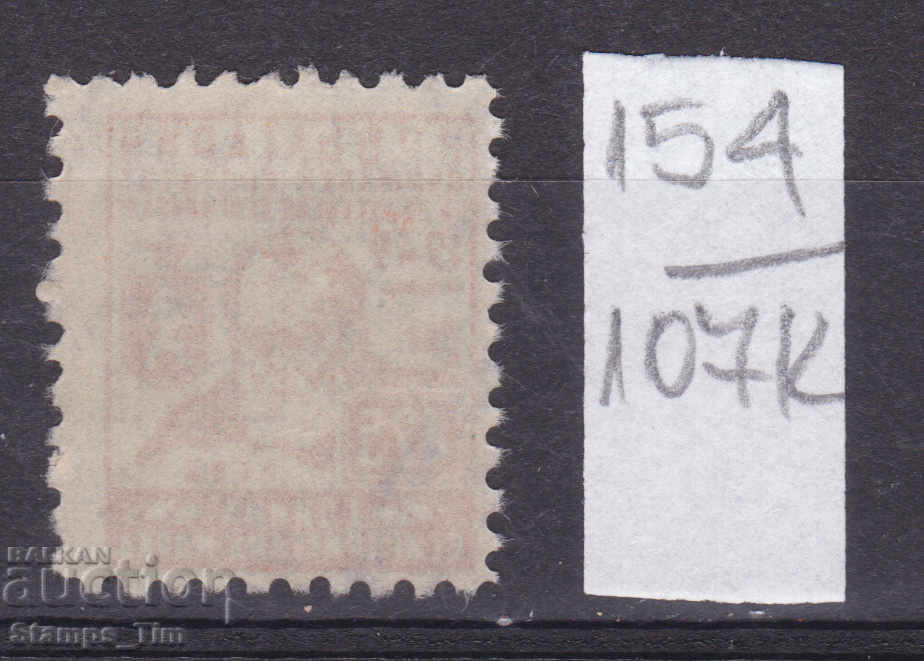 154
107K
BALKAN
auction
Stamps_Tim